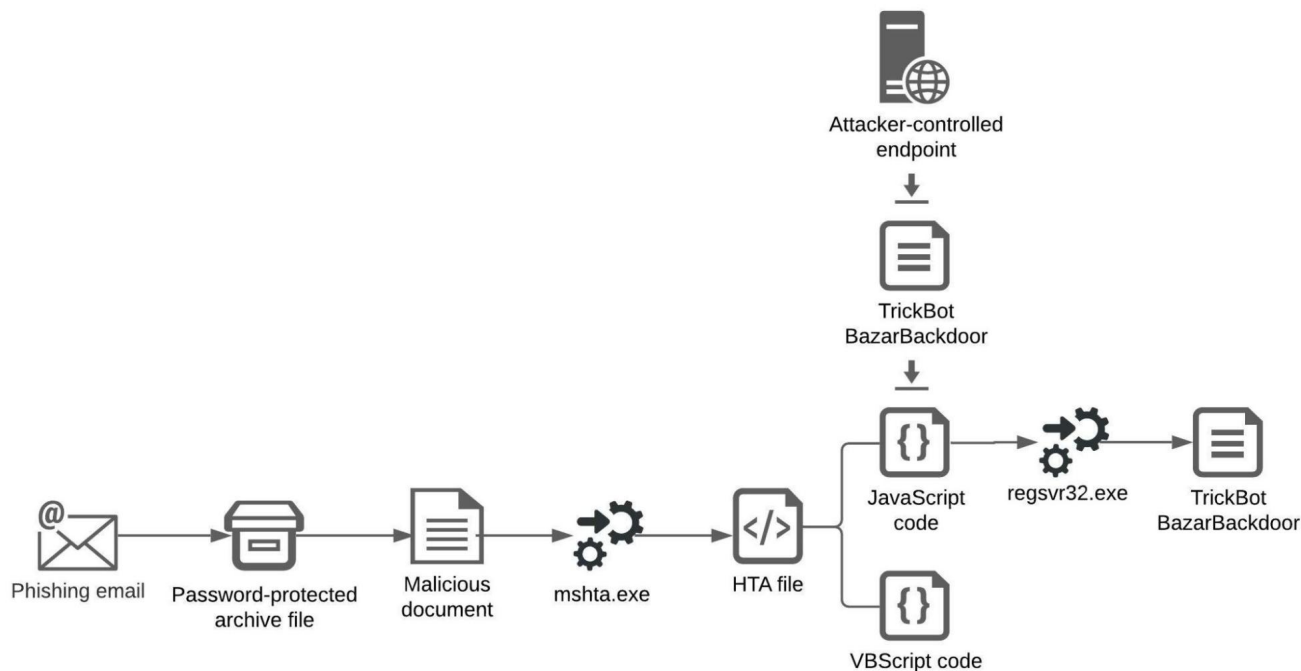 Attacker-controlled
endpoint
TrickBot
BazarBackdoor
{}
JavaScript
code
regsvr32.exe
TrickBot
BazarBackdoor
@
Phishing email
Password-protected
archive file
Malicious
document
mshta.exe
</>
HTA file
{}
VBScript code